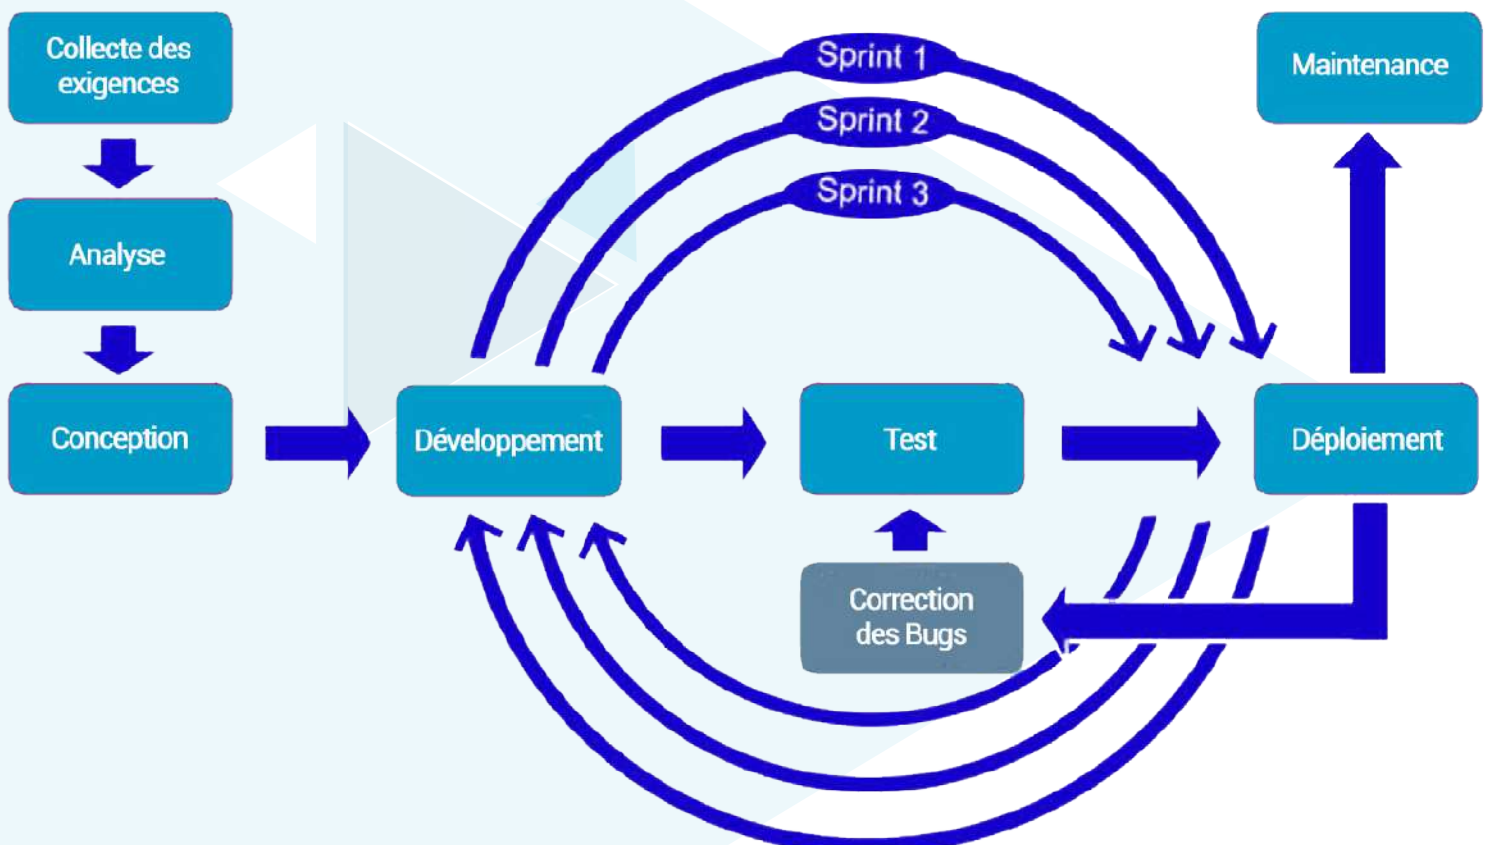 Collecte des
exigences
Analyse
Conception
Sprint 1
Sprint 2
Sprint 3
Développement
Test
Déploiement
Maintenance
Correction
des Bugs